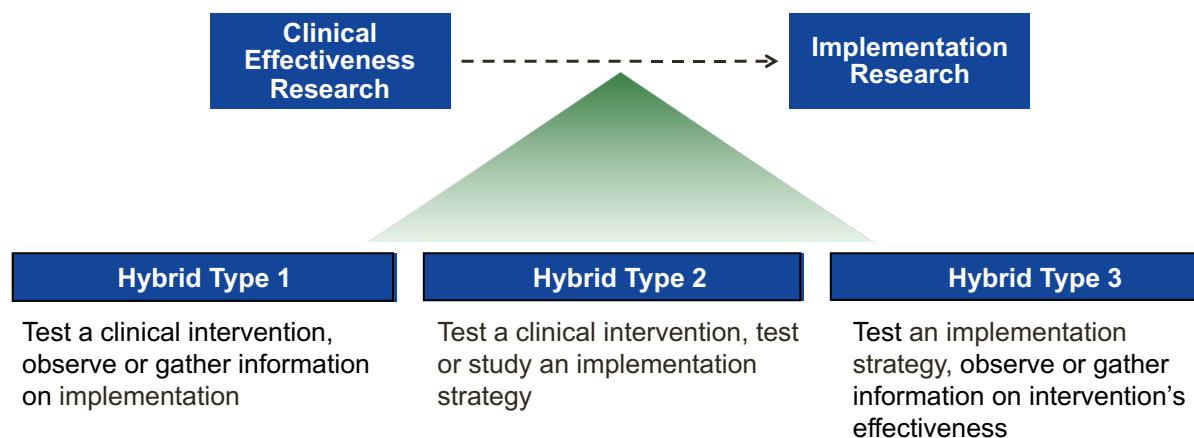 Clinical
Effectiveness
Research
Implementation
Research
Hybrid Type 1
Test a clinical intervention,
observe or gather information
on implementation
Hybrid Type 2
Test a clinical intervention, test
or study an implementation
strategy
Hybrid Type 3
Test an implementation
strategy, observe or gather
information on intervention’s
effectiveness